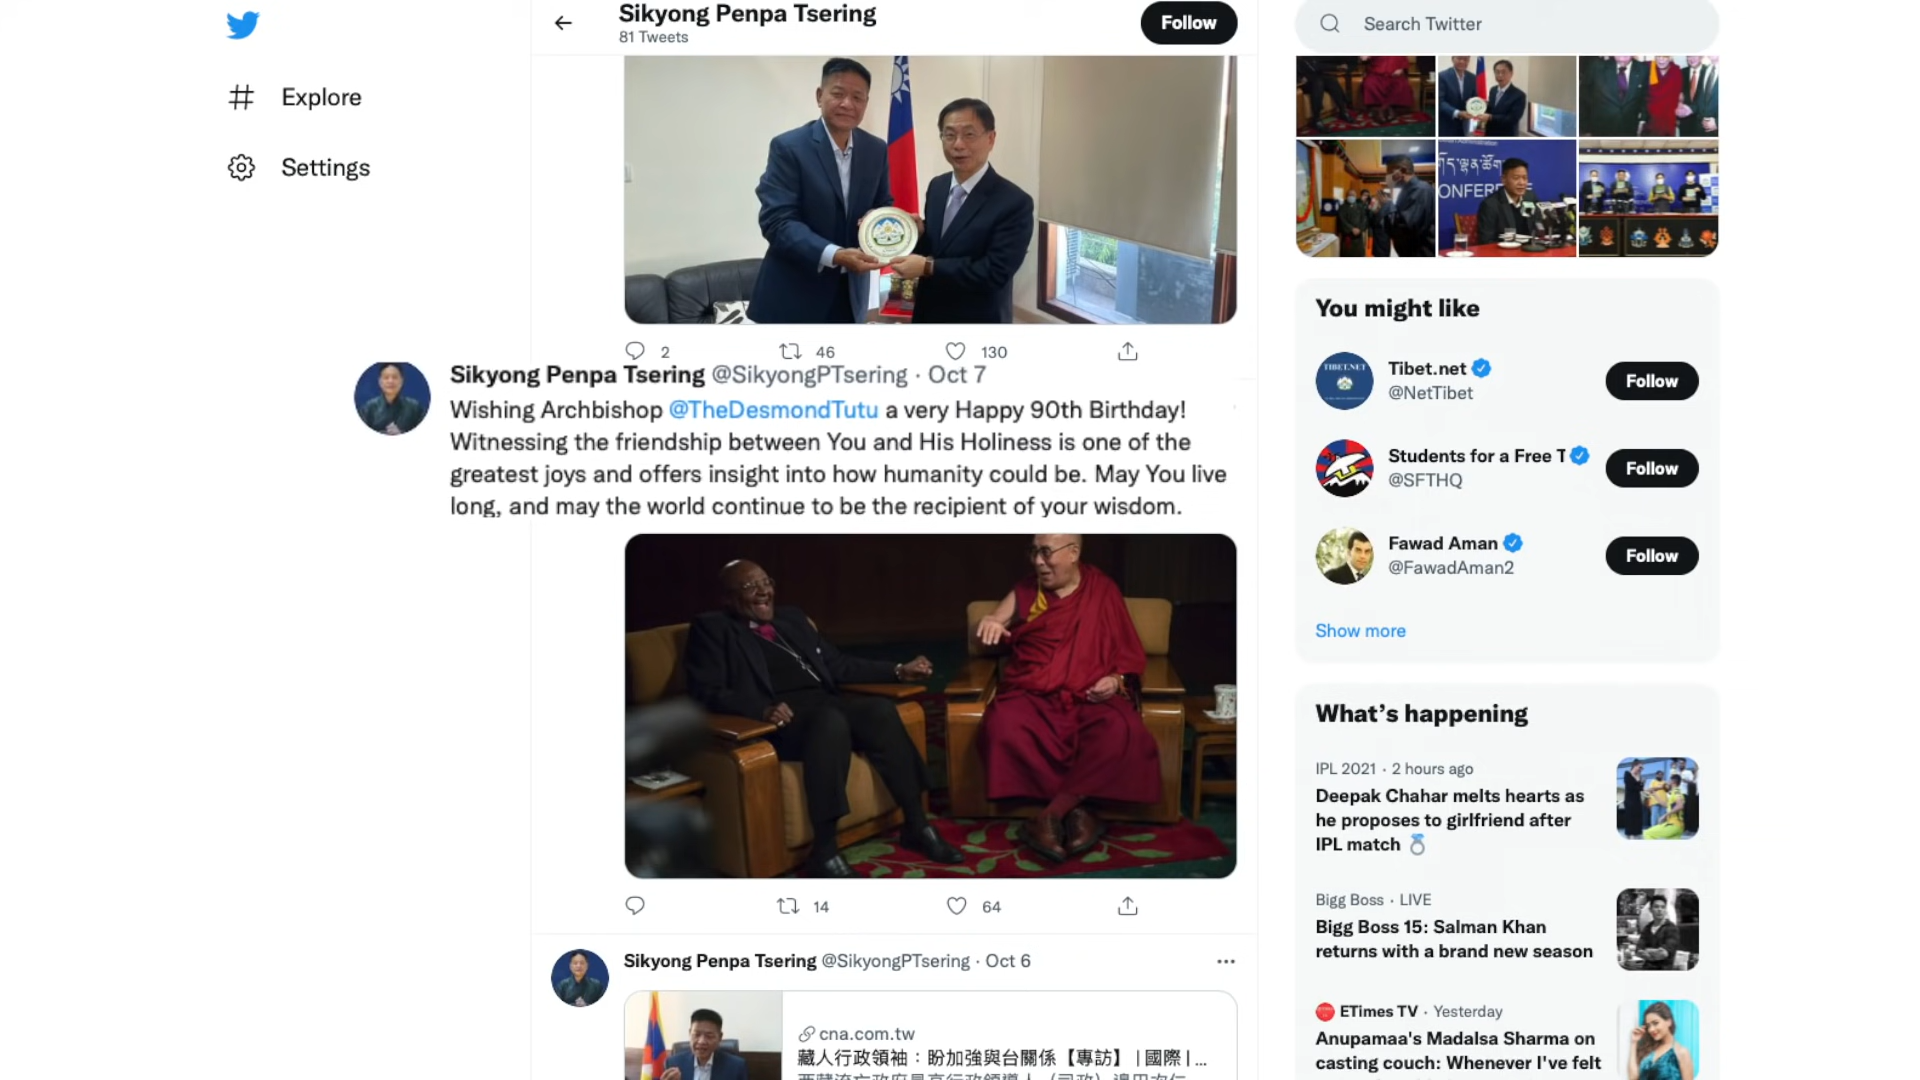 Sikyong Penpa Tsering
81 Tweets
Follow
Search Twitter
Explore
Settings
2
46
130
Sikyong Penpa Tsering @SikyongPTsering · Oct 7
Wishing Archbishop @TheDesmondTutu a very Happy 90th Birthday!
Witnessing the friendship between You and His Holiness is one of the
greatest joys and offers insight into how humanity could be. May You live
long, and may the world continue to be the recipient of your wisdom.
14
64
Sikyong Penpa Tsering @SikyongPTsering · Oct 6
cna.com.tw
藏人行政領袖：盼加強與台關係【專訪】 | 國際 | ...
You might like
TIBET.NET
Tibet.net
@NetTibet
Follow
Students for a Free T
@SFTHQ
Follow
Fawad Aman
@FawadAman2
Follow
Show more
What's happening
IPL 2021 · 2 hours ago
Deepak Chahar melts hearts as
he proposes to girlfriend after
IPL match
Bigg Boss · LIVE
Bigg Boss 15: Salman Khan
returns with a brand new season
ETimes TV · Yesterday
Anupamaa's Madalsa Sharma on
casting couch: Whenever I've felt